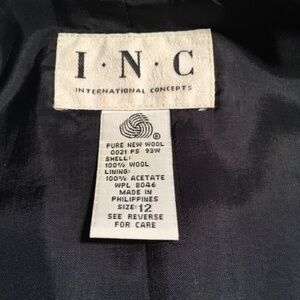 I·N·C
INTERNATIONAL CONCEPTS
PURE NEW WOOL
0021 PS 93W
SHELL:
100% WOOL
LINING:
100% ACETATE
WPL 8046
MADE IN
PHILIPPINES
SIZE: 12
SEE REVERSE
FOR CARE